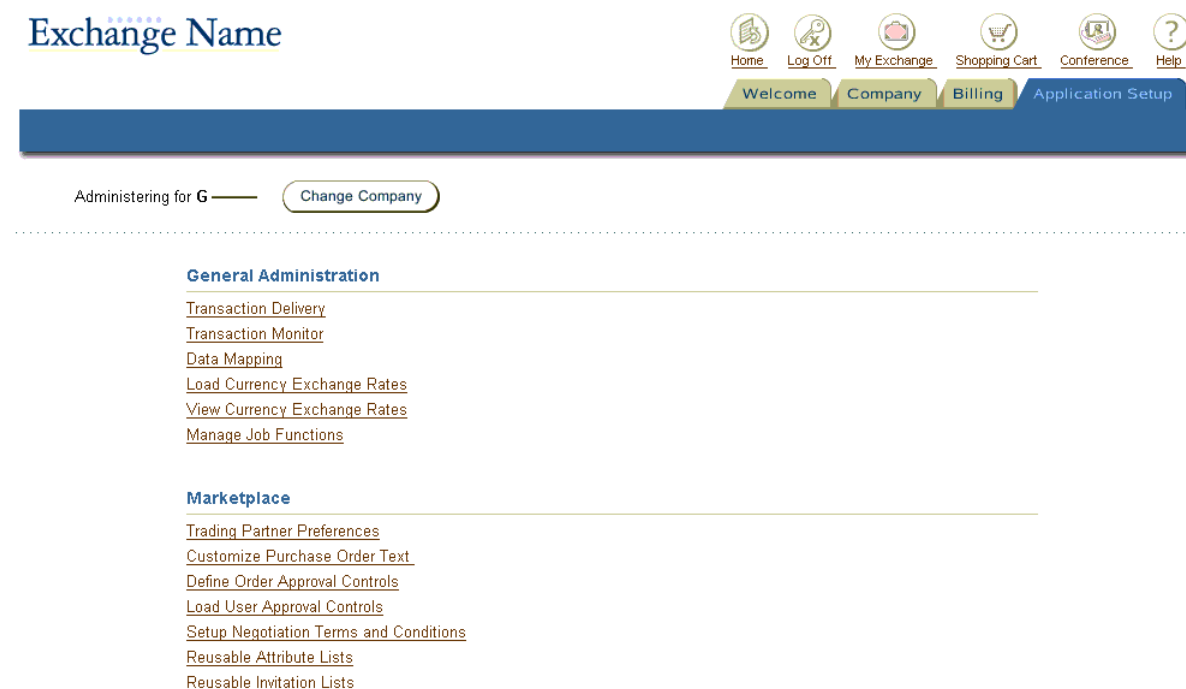 Exchange Name
Home Log Off My Exchange Shopping Cart Conference Help
Welcome Company Billing Application Setup
Administering for G Change Company
General Administration
Transaction Delivery
Transaction Monitor
Data Mapping
Load Currency Exchange Rates
View Currency Exchange Rates
Manage Job Functions
Marketplace
Trading Partner Preferences
Customize Purchase Order Text
Define Order Approval Controls
Load User Approval Controls
Setup Negotiation Terms and Conditions
Reusable Attribute Lists
Reusable Invitation Lists